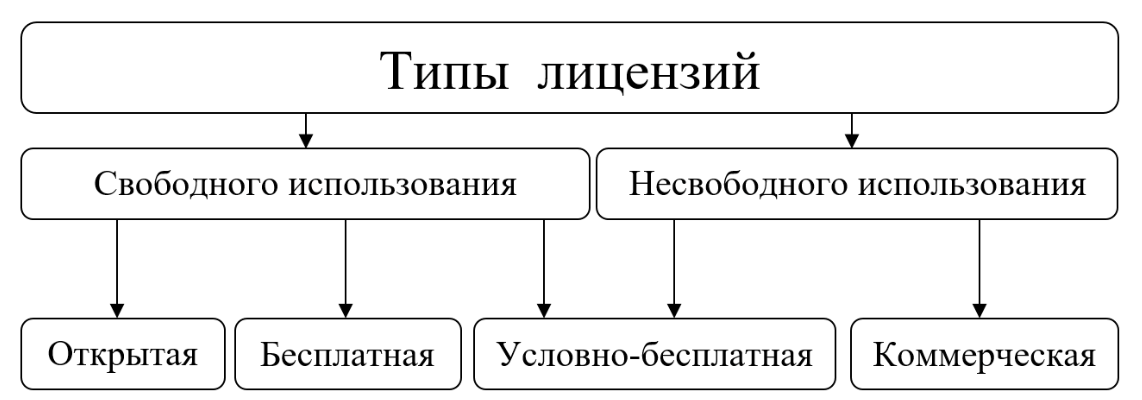 Типы лицензий
Свободного использования
Несвободного использования
Открытая
Бесплатная
Условно-бесплатная
Коммерческая